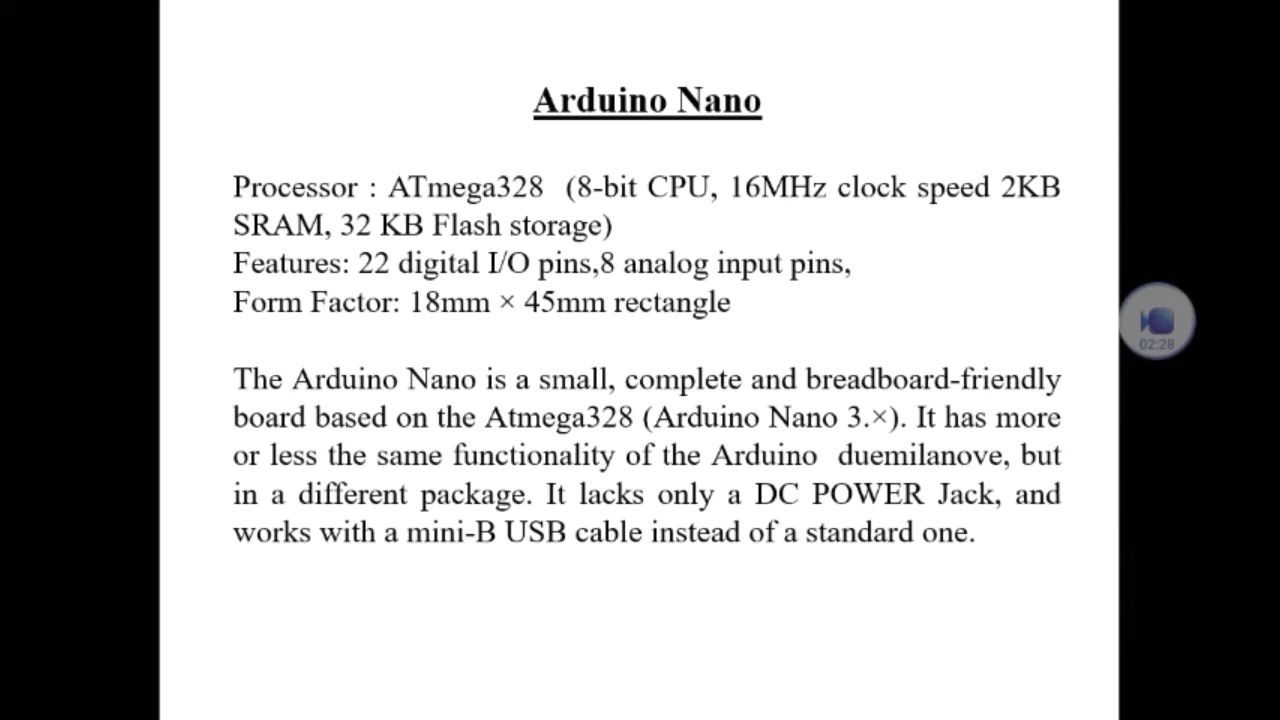 Arduino Nano
Processor : ATmega328 (8-bit CPU, 16MHz clock speed 2KB
SRAM, 32 KB Flash storage)
Features: 22 digital I/O pins,8 analog input pins,
Form Factor: 18mm × 45mm rectangle
The Arduino Nano is a small, complete and breadboard-friendly
board based on the Atmega328 (Arduino Nano 3.×). It has more
or less the same functionality of the Arduino duemilanove, but
in a different package. It lacks only a DC POWER Jack, and
works with a mini-B USB cable instead of a standard one.
02:28